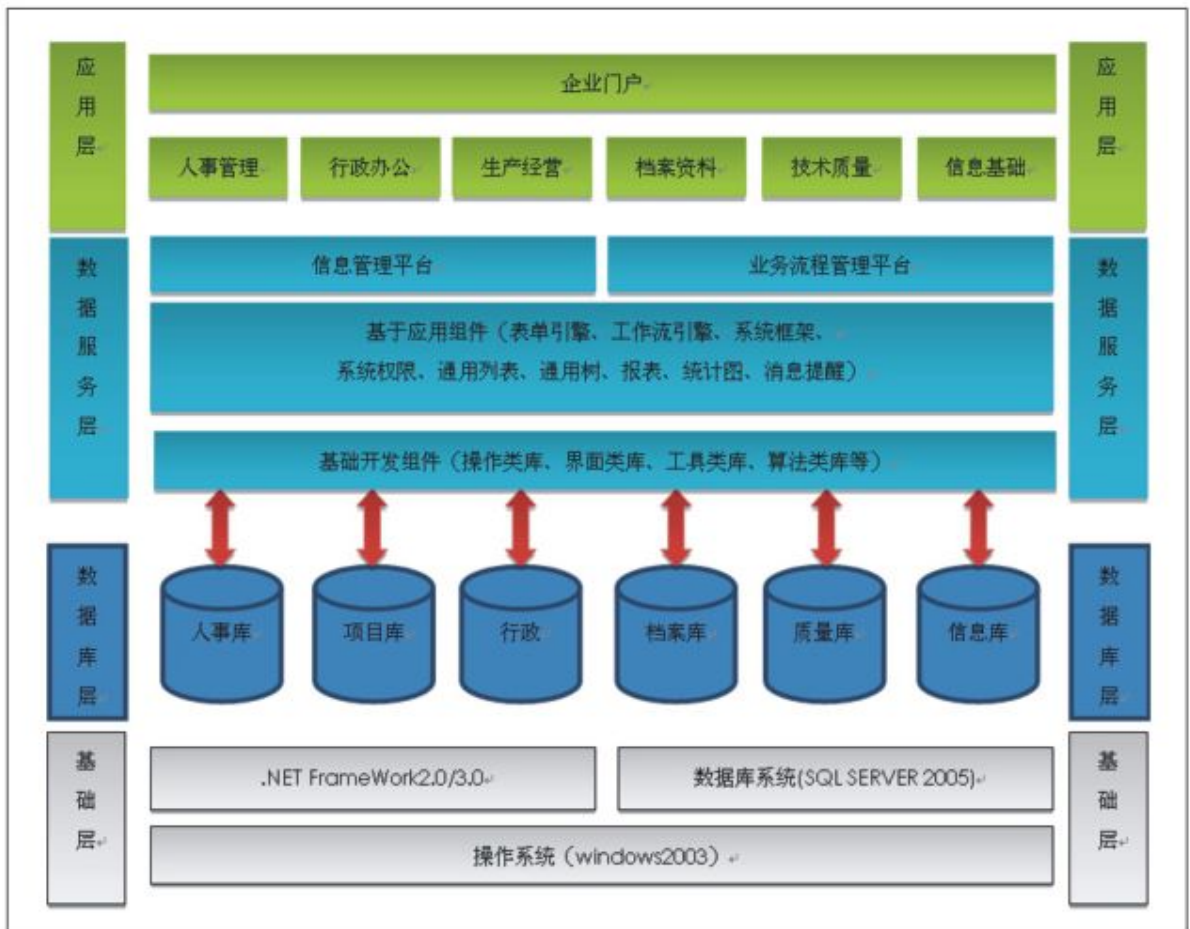 应用层
企业门户
应用层
人事管理
行政办公
生产经营
档案资料
技术质量
信息基础
数据服务层
信息管理平台
业务流程管理平台
数据服务层
基于应用组件（表单引擎、工作流引擎、系统框架、
系统权限、通用列表、通用树、报表、统计图、消息提醒）
基础开发组件（操作类库、界面类库、工具类库、算法类库等）
数据库层
人事库
项目库
行政
档案库
质量库
信息库
数据库层
基础层
.NET FrameWork2.0/3.0
数据库系统(SQL SERVER 2005)
基础层
操作系统（windows2003）